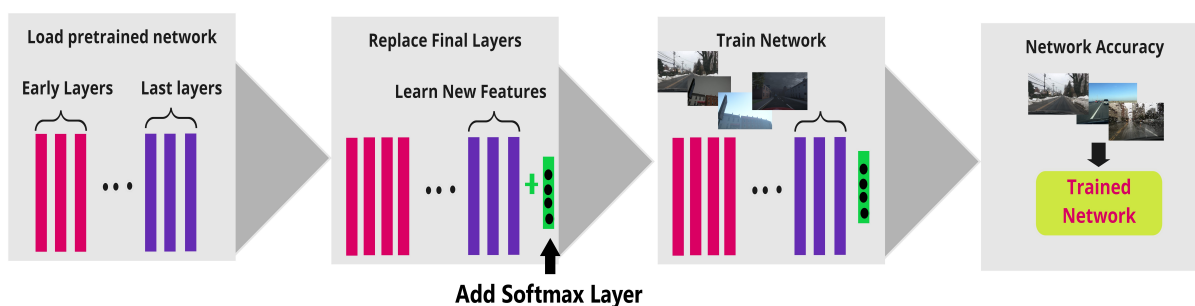 Load pretrained network
Early Layers
Last layers
Replace Final Layers
Learn New Features
Add Softmax Layer
Train Network
Network Accuracy
Trained
Network